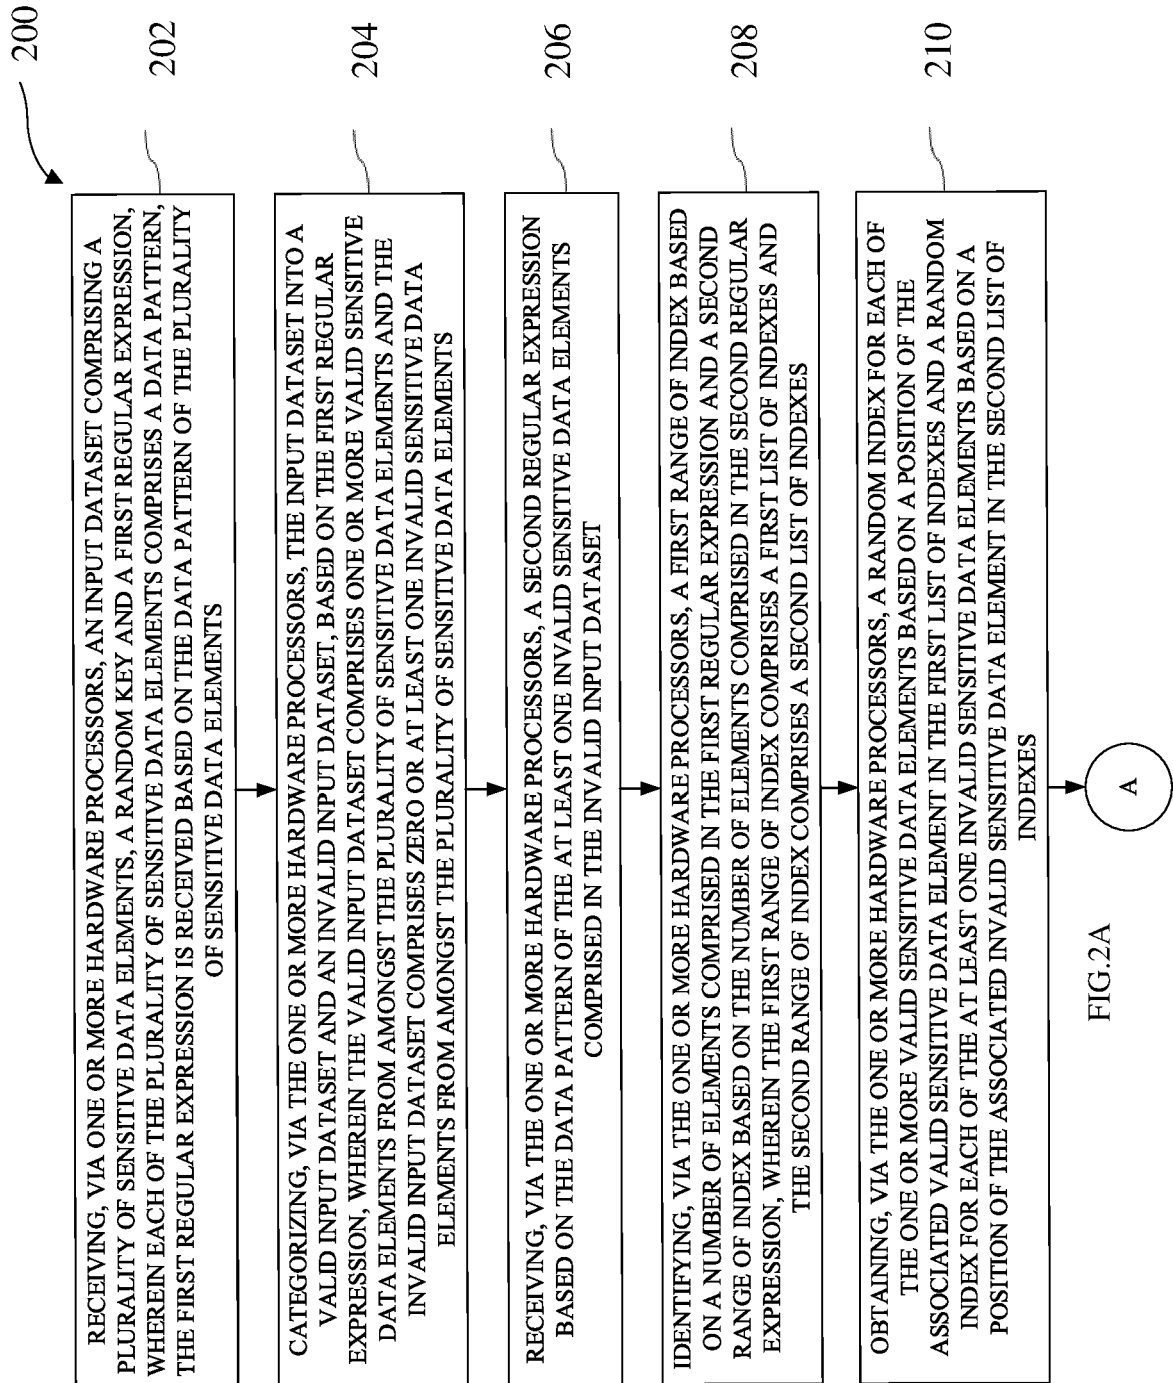 200
RECEIVING, VIA ONE OR MORE HARDWARE PROCESSORS, AN INPUT DATASET COMPRISING A
PLURALITY OF SENSITIVE DATA ELEMENTS, A RANDOM KEY AND A FIRST REGULAR EXPRESSION,
WHEREIN EACH OF THE PLURALITY OF SENSITIVE DATA ELEMENTS COMPRISES A DATA PATTERN,
THE FIRST REGULAR EXPRESSION IS RECEIVED BASED ON THE DATA PATTERN OF THE PLURALITY
OF SENSITIVE DATA ELEMENTS
202
CATEGORIZING, VIA THE ONE OR MORE HARDWARE PROCESSORS, THE INPUT DATASET INTO A
VALID INPUT DATASET AND AN INVALID INPUT DATASET, BASED ON THE FIRST REGULAR
EXPRESSION, WHEREIN THE VALID INPUT DATASET COMPRISES ONE OR MORE VALID SENSITIVE
DATA ELEMENTS FROM AMONGST THE PLURALITY OF SENSITIVE DATA ELEMENTS AND THE
INVALID INPUT DATASET COMPRISES ZERO OR AT LEAST ONE INVALID SENSITIVE DATA
ELEMENTS FROM AMONGST THE PLURALITY OF SENSITIVE DATA ELEMENTS
204
RECEIVING, VIA THE ONE OR MORE HARDWARE PROCESSORS, A SECOND REGULAR EXPRESSION
BASED ON THE DATA PATTERN OF THE AT LEAST ONE INVALID SENSITIVE DATA ELEMENTS
COMPRISED IN THE INVALID INPUT DATASET
206
IDENTIFYING, VIA THE ONE OR MORE HARDWARE PROCESSORS, A FIRST RANGE OF INDEX BASED
ON A NUMBER OF ELEMENTS COMPRISED IN THE FIRST REGULAR EXPRESSION AND A SECOND
RANGE OF INDEX BASED ON THE NUMBER OF ELEMENTS COMPRISED IN THE SECOND REGULAR
EXPRESSION, WHEREIN THE FIRST RANGE OF INDEX COMPRISES A FIRST LIST OF INDEXES AND
THE SECOND RANGE OF INDEX COMPRISES A SECOND LIST OF INDEXES
208
OBTAINING, VIA THE ONE OR MORE HARDWARE PROCESSORS, A RANDOM INDEX FOR EACH OF
THE ONE OR MORE VALID SENSITIVE DATA ELEMENTS BASED ON A POSITION OF THE
ASSOCIATED VALID SENSITIVE DATA ELEMENT IN THE FIRST LIST OF INDEXES AND A RANDOM
INDEX FOR EACH OF THE AT LEAST ONE INVALID SENSITIVE DATA ELEMENTS BASED ON A
POSITION OF THE ASSOCIATED INVALID SENSITIVE DATA ELEMENT IN THE SECOND LIST OF
INDEXES
210
A
FIG.2A